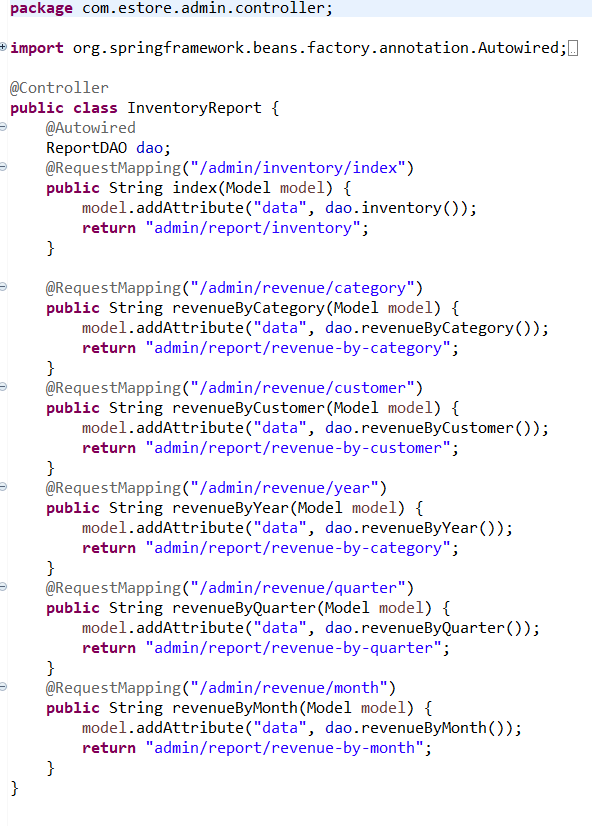 package com.estore.admin.controller;
import org.springframework.beans.factory.annotation.Autowired;
@Controller
public class InventoryReport {
@Autowired
ReportDAO dao;
@RequestMapping("/admin/inventory/index")
public String index(Model model) {
model.addAttribute("data", dao.inventory());
return "admin/report/inventory";
}
@RequestMapping("/admin/revenue/category")
public String revenueByCategory(Model model) {
model.addAttribute("data", dao.revenueByCategory());
return "admin/report/revenue-by-category";
}
@RequestMapping("/admin/revenue/customer")
public String revenueByCustomer(Model model) {
model.addAttribute("data", dao.revenueByCustomer());
return "admin/report/revenue-by-customer";
}
@RequestMapping("/admin/revenue/year")
public String revenueByYear(Model model) {
model.addAttribute("data", dao.revenueByYear());
return "admin/report/revenue-by-category";
}
@RequestMapping("/admin/revenue/quarter")
public String revenueByQuarter(Model model) {
model.addAttribute("data", dao.revenueByQuarter());
return "admin/report/revenue-by-quarter";
}
@RequestMapping("/admin/revenue/month")
public String revenueByMonth(Model model) {
model.addAttribute("data", dao.revenueByMonth());
return "admin/report/revenue-by-month";
}
}